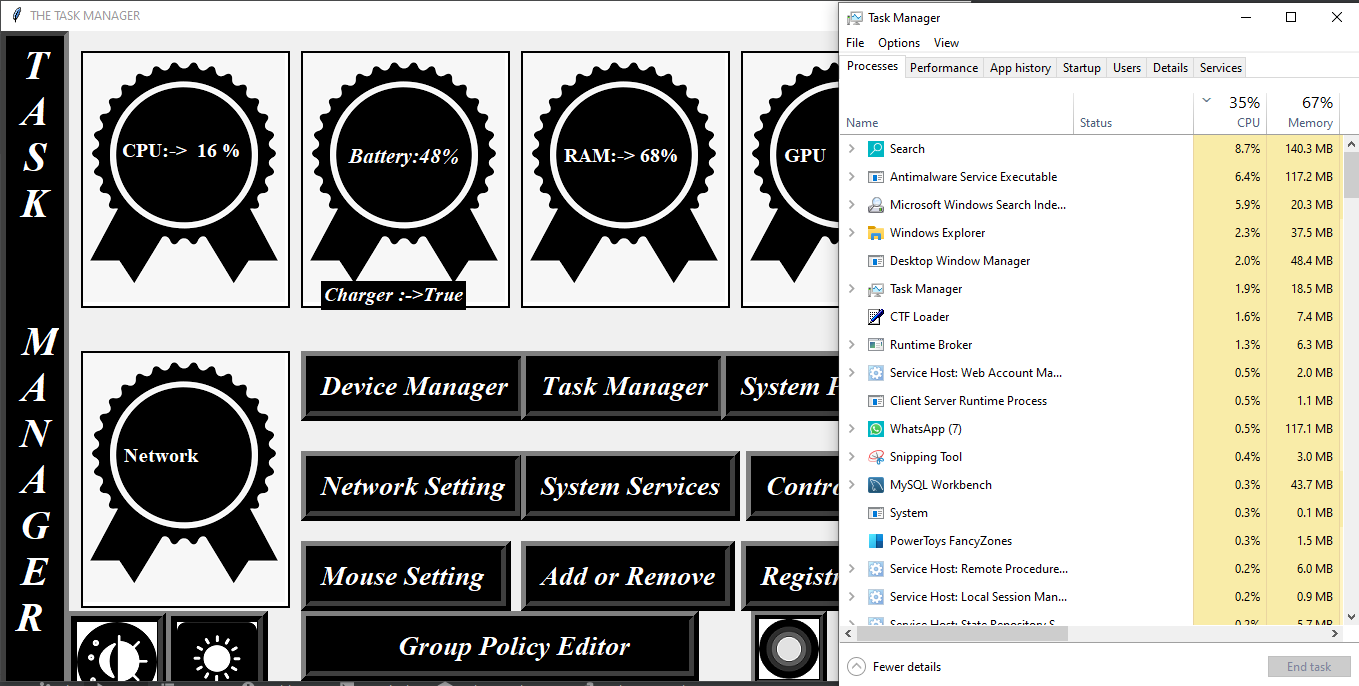 THE TASK MANAGER
TASK MANAGER
CPU:-> 16 %
Battery:48%
Charger :->True
RAM:-> 68%
GPU
Network
Device Manager
Task Manager
System
Network Setting
System Services
Contro
Mouse Setting
Add or Remove
Registr
Group Policy Editor
Task Manager
File Options View
Processes Performance App history Startup Users Details Services
35% 67%
Name Status CPU Memory
Search 8.7% 140.3 MB
Antimalware Service Executable 6.4% 117.2 MB
Microsoft Windows Search Inde... 5.9% 20.3 MB
Windows Explorer 2.3% 37.5 MB
Desktop Window Manager 2.0% 48.4 MB
Task Manager 1.9% 18.5 MB
CTF Loader 1.6% 7.4 MB
Runtime Broker 1.3% 6.3 MB
Service Host: Web Account Ma... 0.5% 2.0 MB
Client Server Runtime Process 0.5% 1.1 MB
WhatsApp (7) 0.5% 117.1 MB
Snipping Tool 0.4% 3.0 MB
MySQL Workbench 0.3% 43.7 MB
System 0.3% 0.1 MB
PowerToys FancyZones 0.3% 1.5 MB
Service Host: Remote Procedure... 0.2% 6.0 MB
Service Host: Local Session Man... 0.2% 0.9 MB
Service Host: State Repository S... 0.2% 5.7 MB
Fewer details
End task